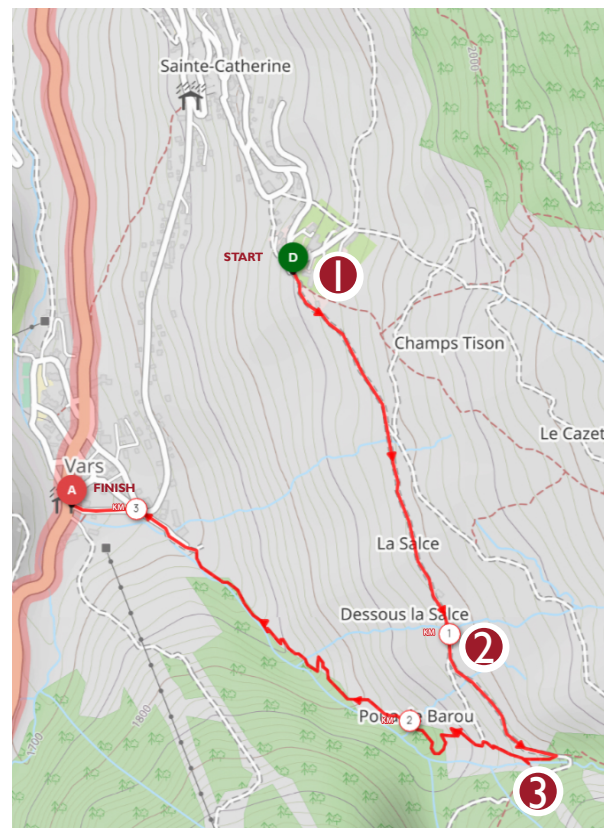 2000
Sainte-Catherine
START
D
1
Champs Tison
Le Cazet
Vars
A
FINISH
KM
3
La Salce
Dessous la Salce
KM
1
2
KM
2
Barou
1800
1700
3